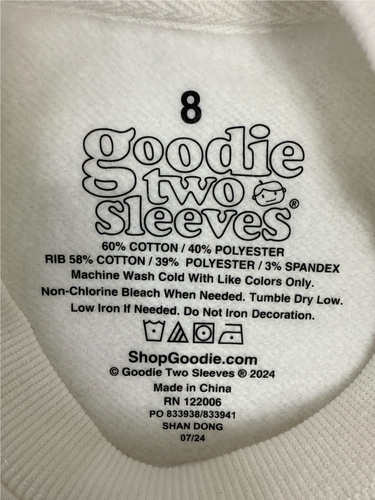 8
goodie
two
sleeves®
60% COTTON / 40% POLYESTER
RIB 58% COTTON / 39% POLYESTER / 3% SPANDEX
Machine Wash Cold With Like Colors Only.
Non-Chlorine Bleach When Needed. Tumble Dry Low.
Low Iron If Needed. Do Not Iron Decoration.
ShopGoodie.com
© Goodie Two Sleeves ® 2024
Made in China
RN 122006
PO 833938/833941
SHAN DONG
07/24